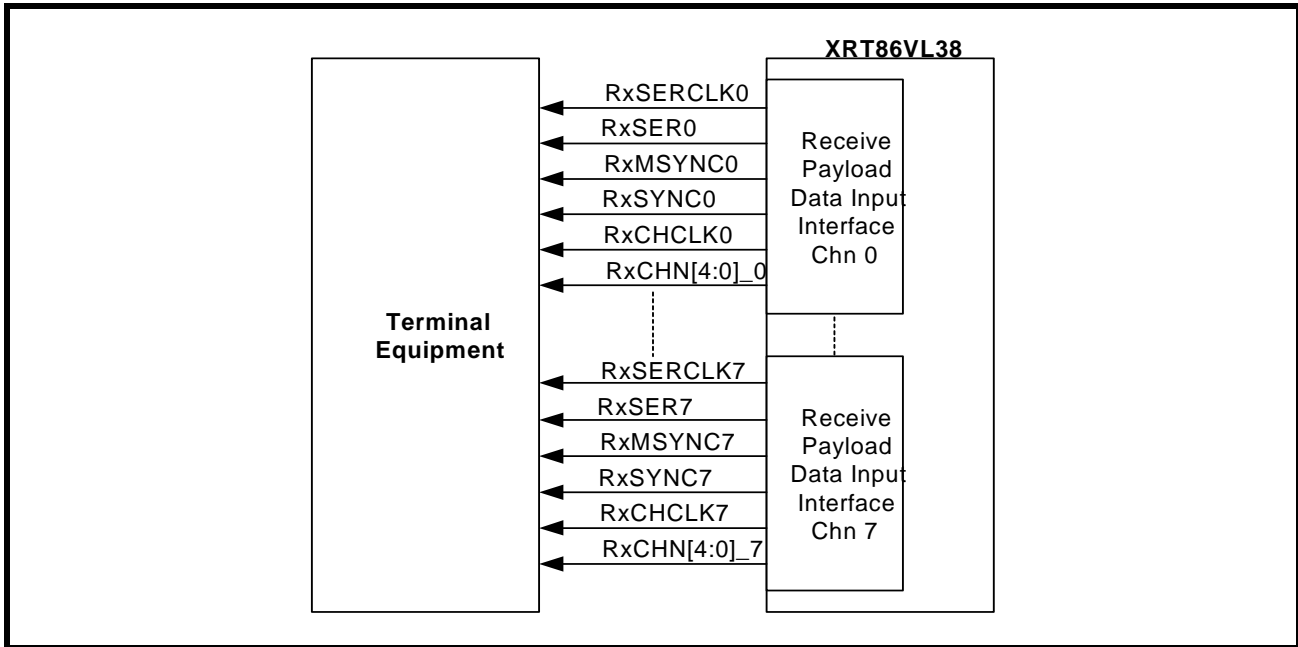 XRT86VL38
RxSERCLK0
RxSER0
RxMSYNC0
RxSYNC0
RxCHCLK0
RxCHN[4:0]_0
Receive
Payload
Data Input
Interface
Chn 0
Terminal
Equipment
RxSERCLK7
RxSER7
RxMSYNC7
RxSYNC7
RxCHCLK7
RxCHN[4:0]_7
Receive
Payload
Data Input
Interface
Chn 7